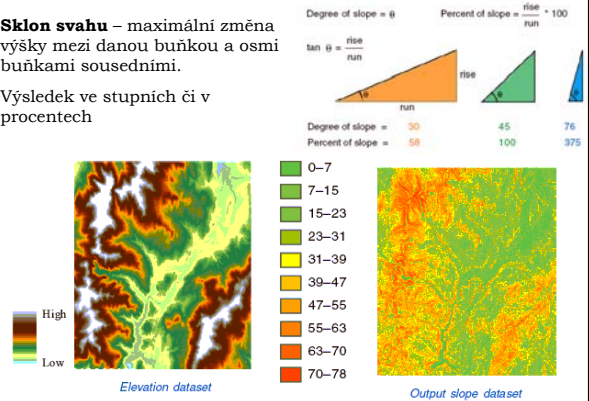 Sklon svahu – maximální změna
výšky mezi danou buňkou a osmi
buňkami sousedními.
Výsledek ve stupních či v
procentech
Degree of slope = θ
Percent of slope = rise / run * 100
tan θ = rise / run
θ
rise
run
θ
θ
Degree of slope = 30 45 76
Percent of slope = 58 100 375
High
Low
Elevation dataset
0–7
7–15
15–23
23–31
31–39
39–47
47–55
55–63
63–70
70–78
Output slope dataset